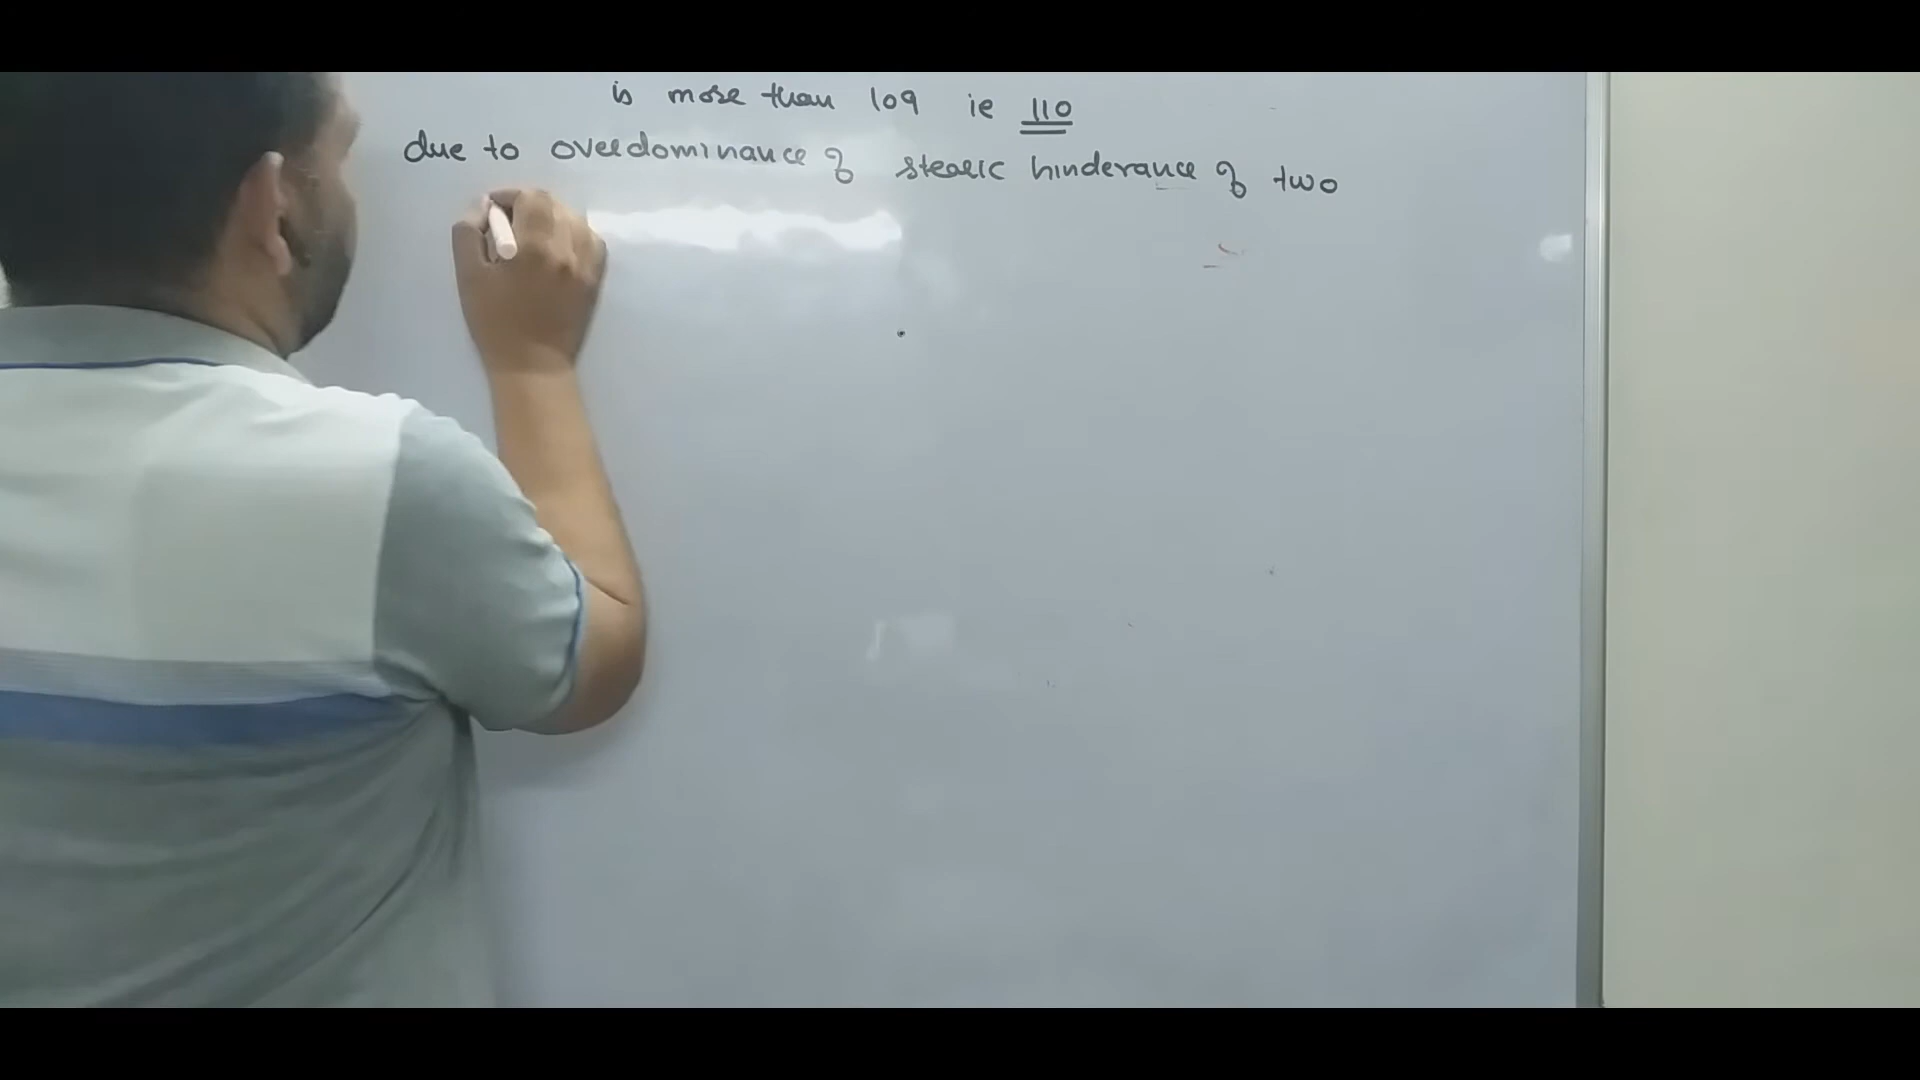 is more than 109 ie 110
due to overdominance of stearic hinderance of two